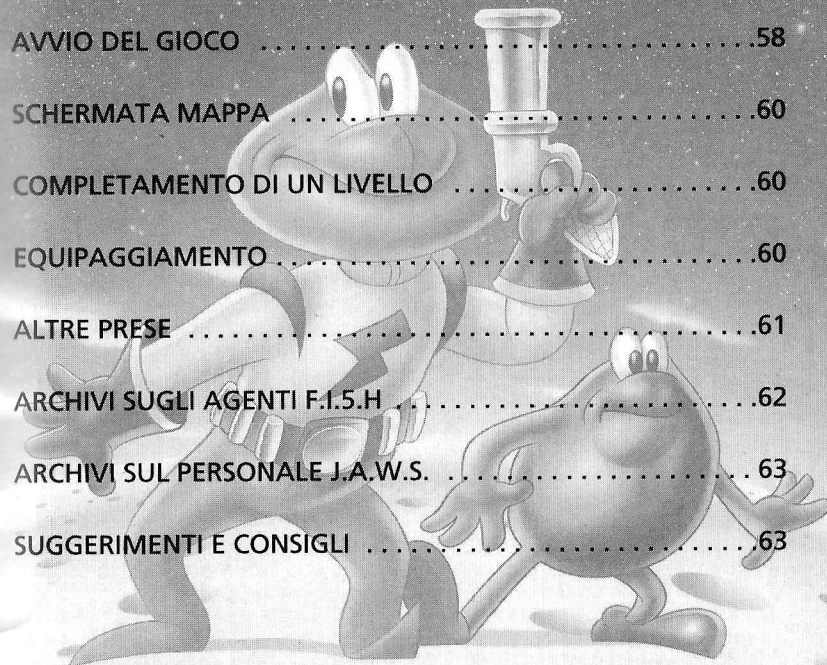 AVVIO DEL GIOCO ........................................58
SCHERMATA MAPPA ........................................60
COMPLETAMENTO DI UN LIVELLO ........................60
EQUIPAGGIAMENTO ........................................60
ALTRE PRESE ................................................61
ARCHIVI SUGLI AGENTI F.I.5.H ............................62
ARCHIVI SUL PERSONALE J.A.W.S. ........................63
SUGGERIMENTI E CONSIGLI ................................63